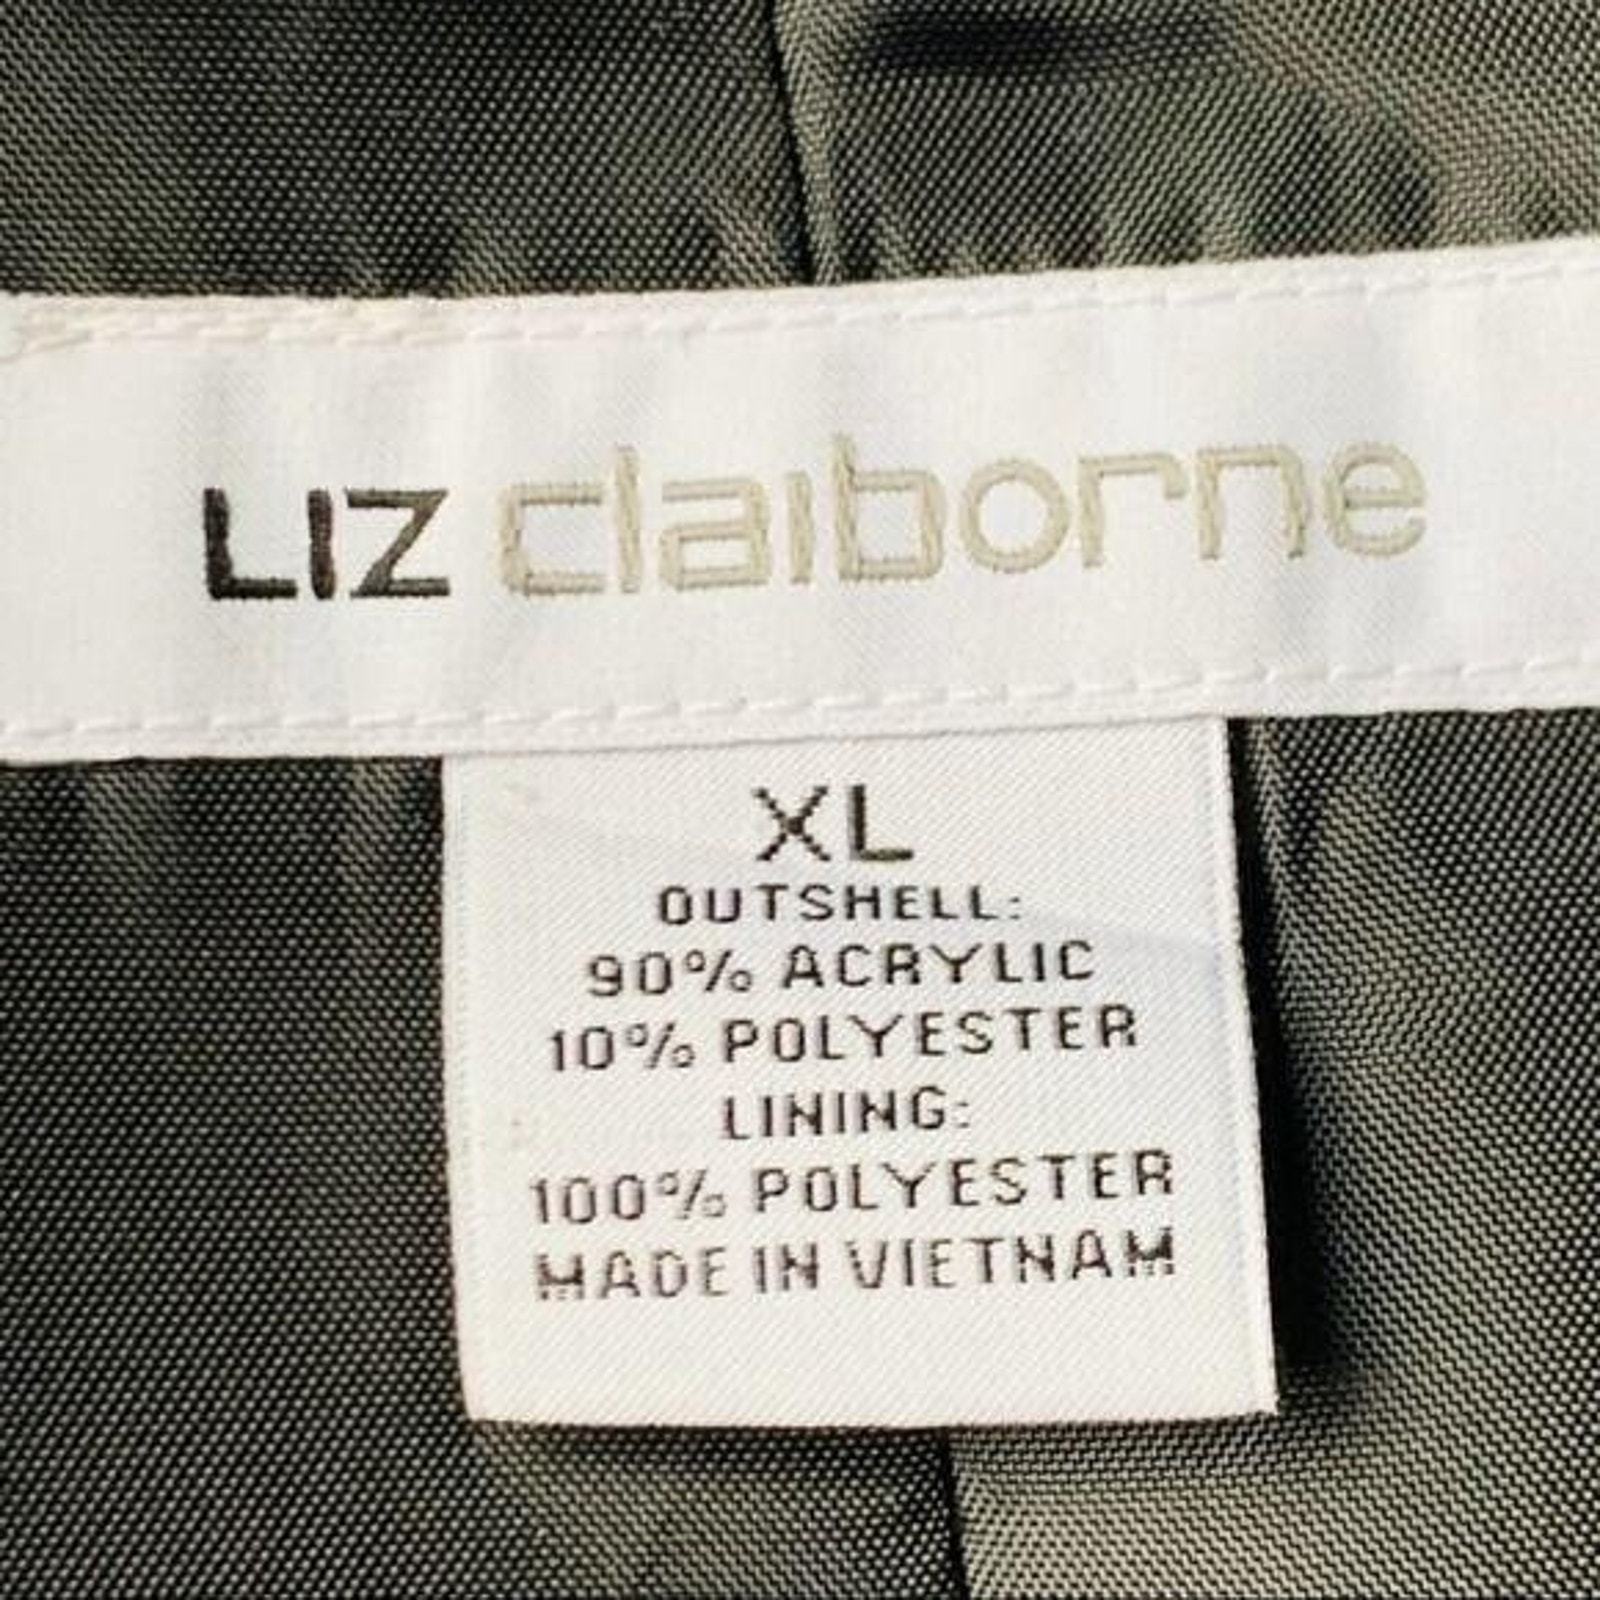 LIZ claiborne
XL
OUTSHELL:
90% ACRYLIC
10% POLYESTER
LINING:
100% POLYESTER
MADE IN VIETNAM